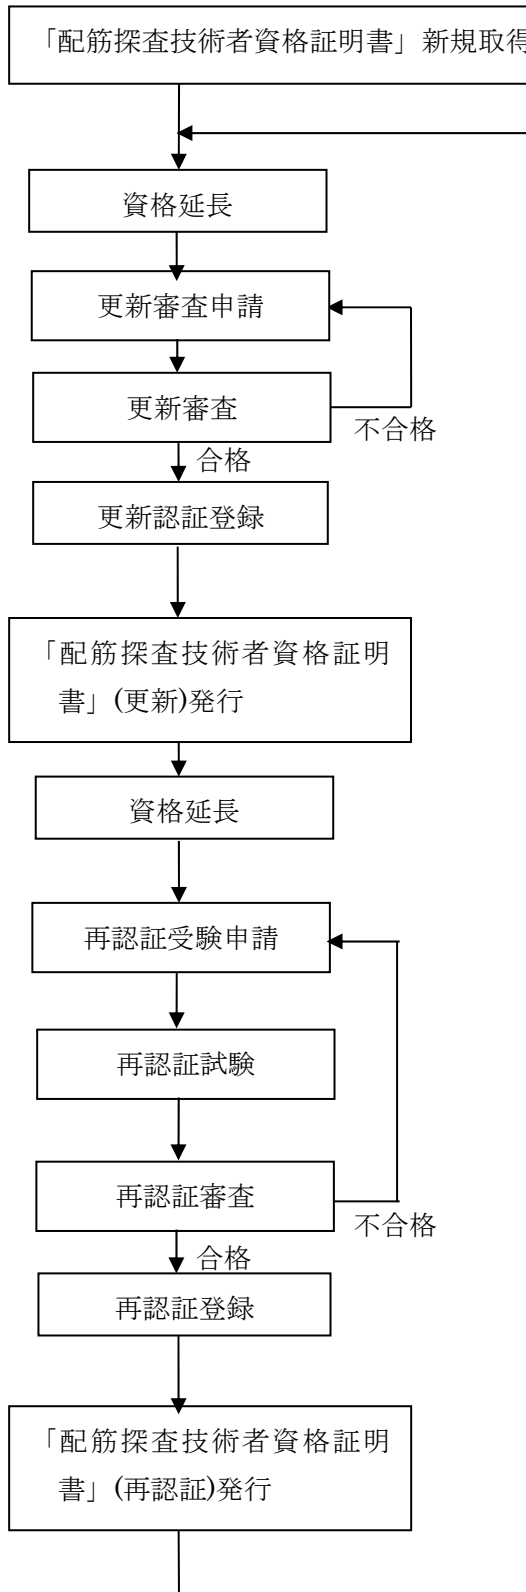 「配筋探査技術者資格証明書」新規取得
資格延長
更新審査申請
更新審査
不合格
合格
更新認証登録
「配筋探査技術者資格証明
書」(更新)発行
資格延長
再認証受験申請
再認証試験
再認証審査
不合格
合格
再認証登録
「配筋探査技術者資格証明
書」(再認証)発行